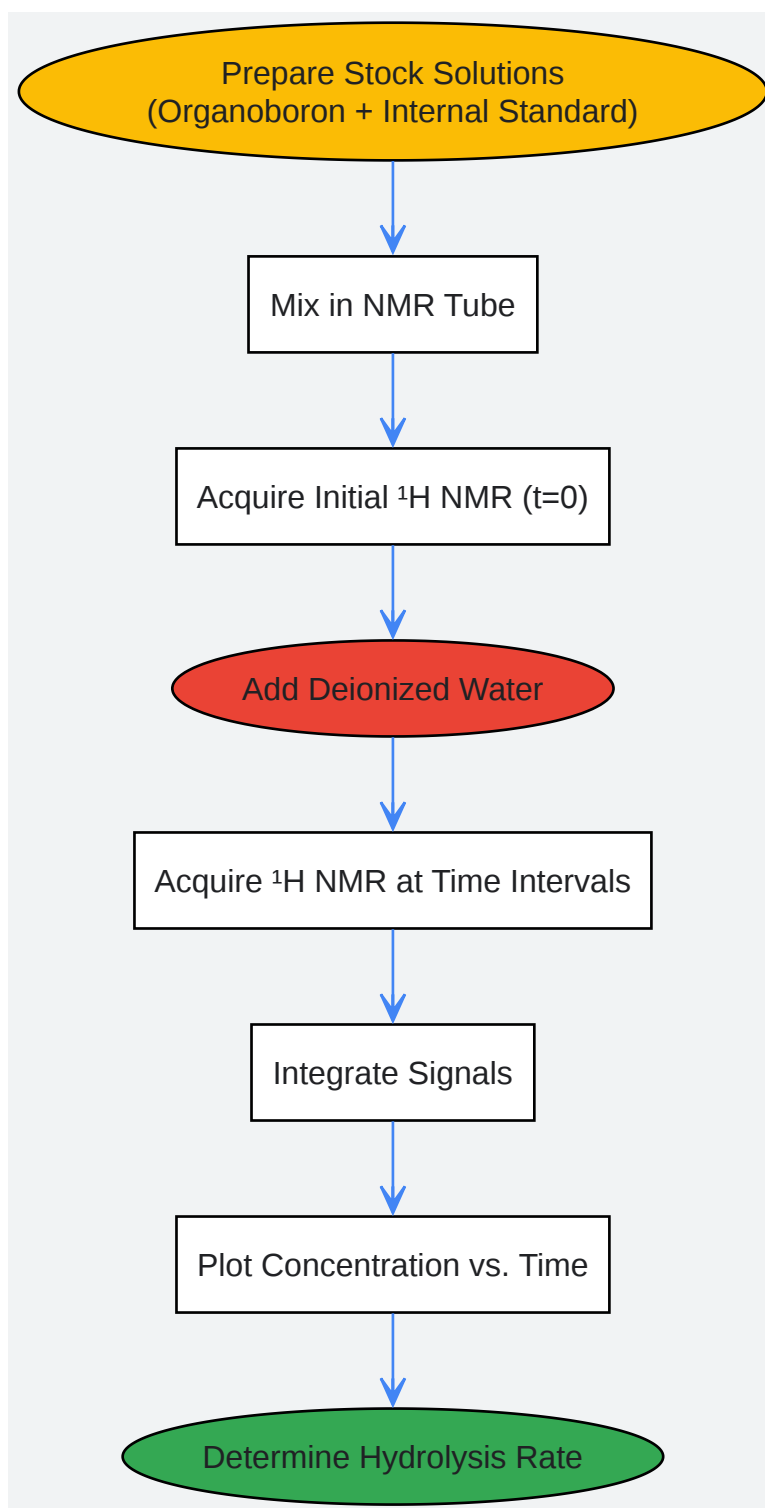 Prepare Stock Solutions
(Organoboron + Internal Standard)
Mix in NMR Tube
Acquire Initial ¹H NMR (t=0)
Add Deionized Water
Acquire ¹H NMR at Time Intervals
Integrate Signals
Plot Concentration vs. Time
Determine Hydrolysis Rate